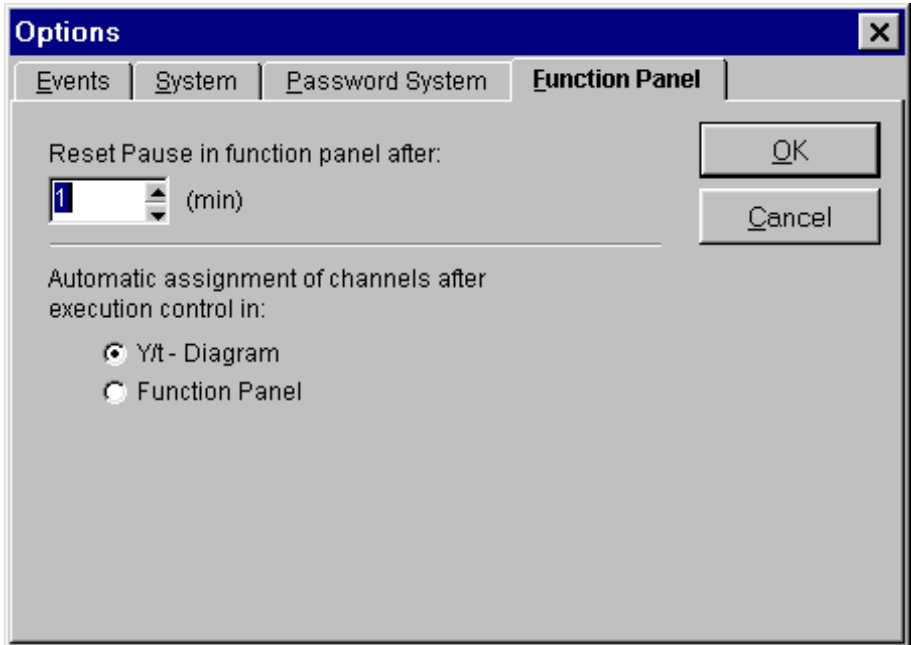 Options
Events System Password System Function Panel
Reset Pause in function panel after:
OK
1 (min)
Cancel
Automatic assignment of channels after
execution control in:
Y/t - Diagram
Function Panel